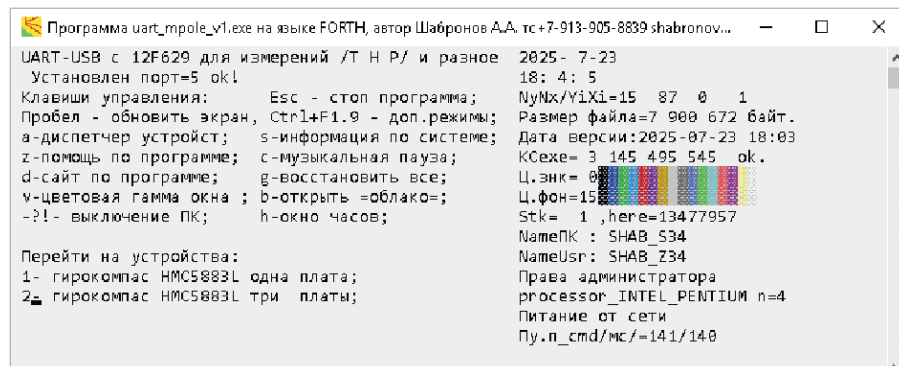 Программа uart_mpole_v1.exe на языке FORTH, автор Шабронов А.А. тс+7-913-905-8839 shabronov...
UART-USB с 12F629 для измерений /Т Н Р/ и разное 2025- 7-23
Установлен порт=5 ok! 18: 4: 5
Клавиши управления: Esc - стоп программа; NyNx/YiXi=15 87 0 1
Пробел - обновить экран, Ctrl+F1.9 - доп.режимы; Размер файла=7 900 672 байт.
a-диспетчер устройст; s-информация по системе; Дата версии:2025-07-23 18:03
z-помощь по программе; c-музыкальная пауза; КСexe= 3 145 495 545 ok.
d-сайт по программе; g-восстановить все; Ц.знк= 0
v-цветовая гамма окна ; b-открыть =облако=; Ц.фон=15
-?!- выключение ПК; h-окно часов; Stk= 1 ,here=13477957
NameПК : SHAB_S34
Перейти на устройства: NameUsr: SHAB_Z34
1- гирокомпас HMC5883L одна плата; Права администратора
2- гирокомпас HMC5883L три платы; processor_INTEL_PENTIUM n=4
Питание от сети
Пу.п_cmd/мс/=141/140